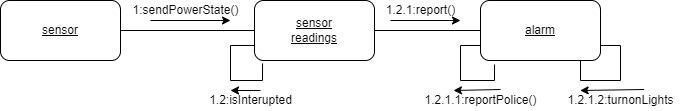 1:sendPowerState()
1.2.1:report()
sensor
sensor
readings
alarm
1.2:isInterupted
1.2.1.1:reportPolice()
1.2.1.2:turnonLights